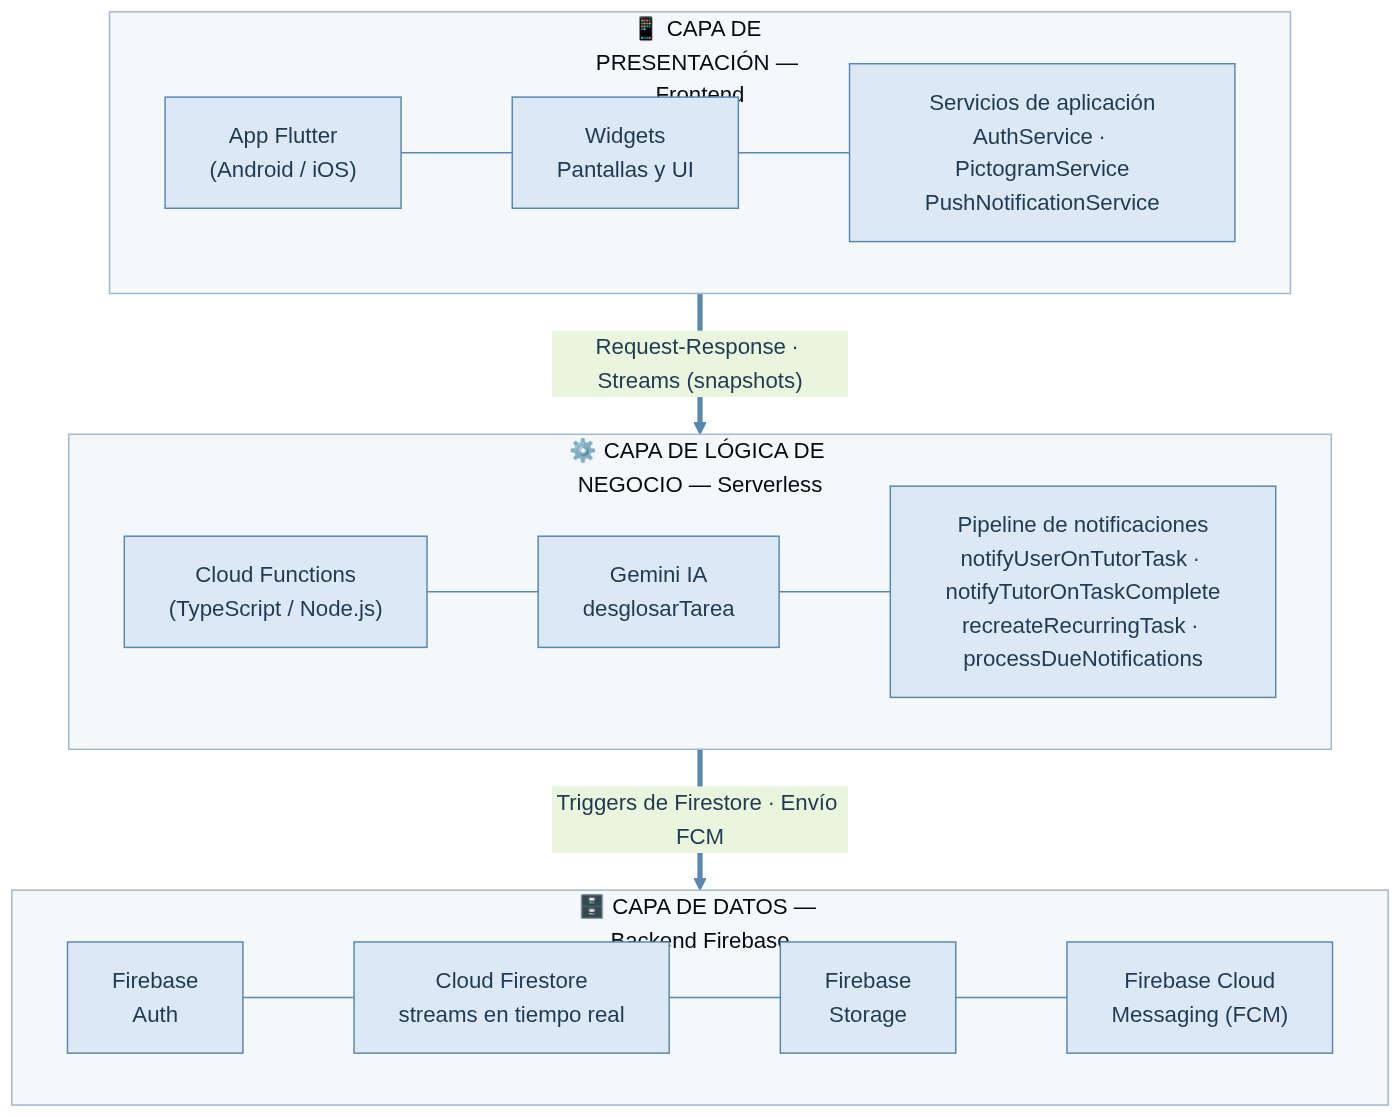 📱 CAPA DE
PRESENTACIÓN —
Frontend
App Flutter
(Android / iOS)
Widgets
Pantallas y UI
Servicios de aplicación
AuthService ·
PictogramService
PushNotificationService
Request-Response ·
Streams (snapshots)
⚙️ CAPA DE LÓGICA DE
NEGOCIO — Serverless
Cloud Functions
(TypeScript / Node.js)
Gemini IA
desglosarTarea
Pipeline de notificaciones
notifyUserOnTutorTask ·
notifyTutorOnTaskComplete
recreateRecurringTask ·
processDueNotifications
Triggers de Firestore · Envío
FCM
🗄️ CAPA DE DATOS —
Backend Firebase
Firebase
Auth
Cloud Firestore
streams en tiempo real
Firebase
Storage
Firebase Cloud
Messaging (FCM)